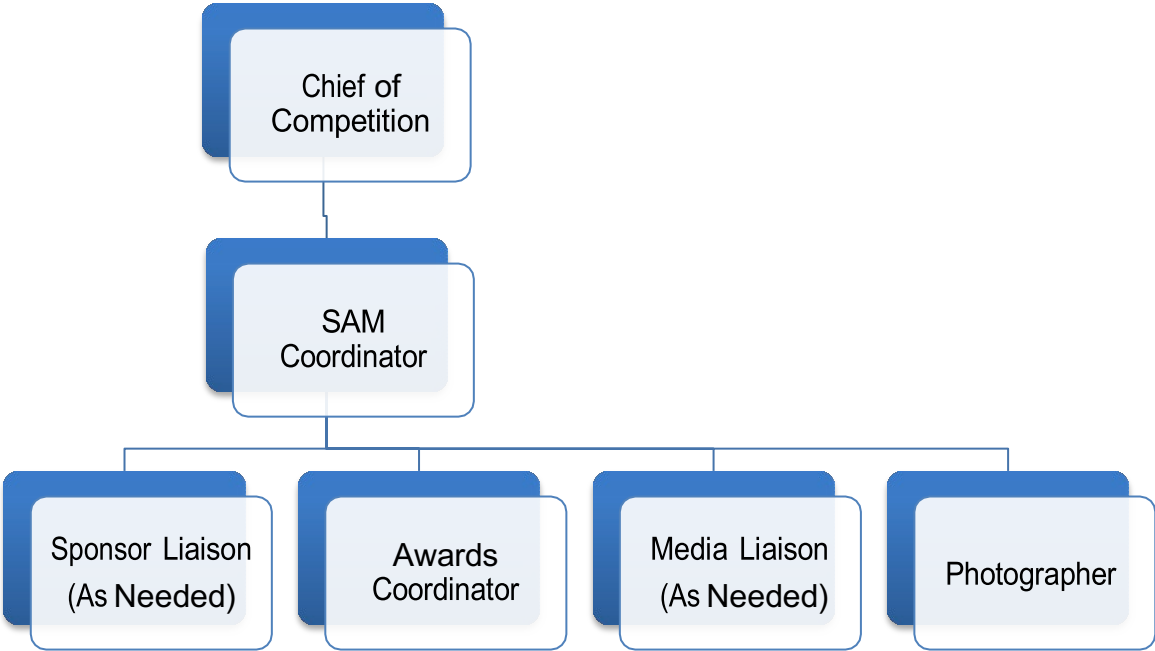 Chief of
Competition
SAM
Coordinator
Sponsor Liaison
(As Needed)
Awards
Coordinator
Media Liaison
(As Needed)
Photographer